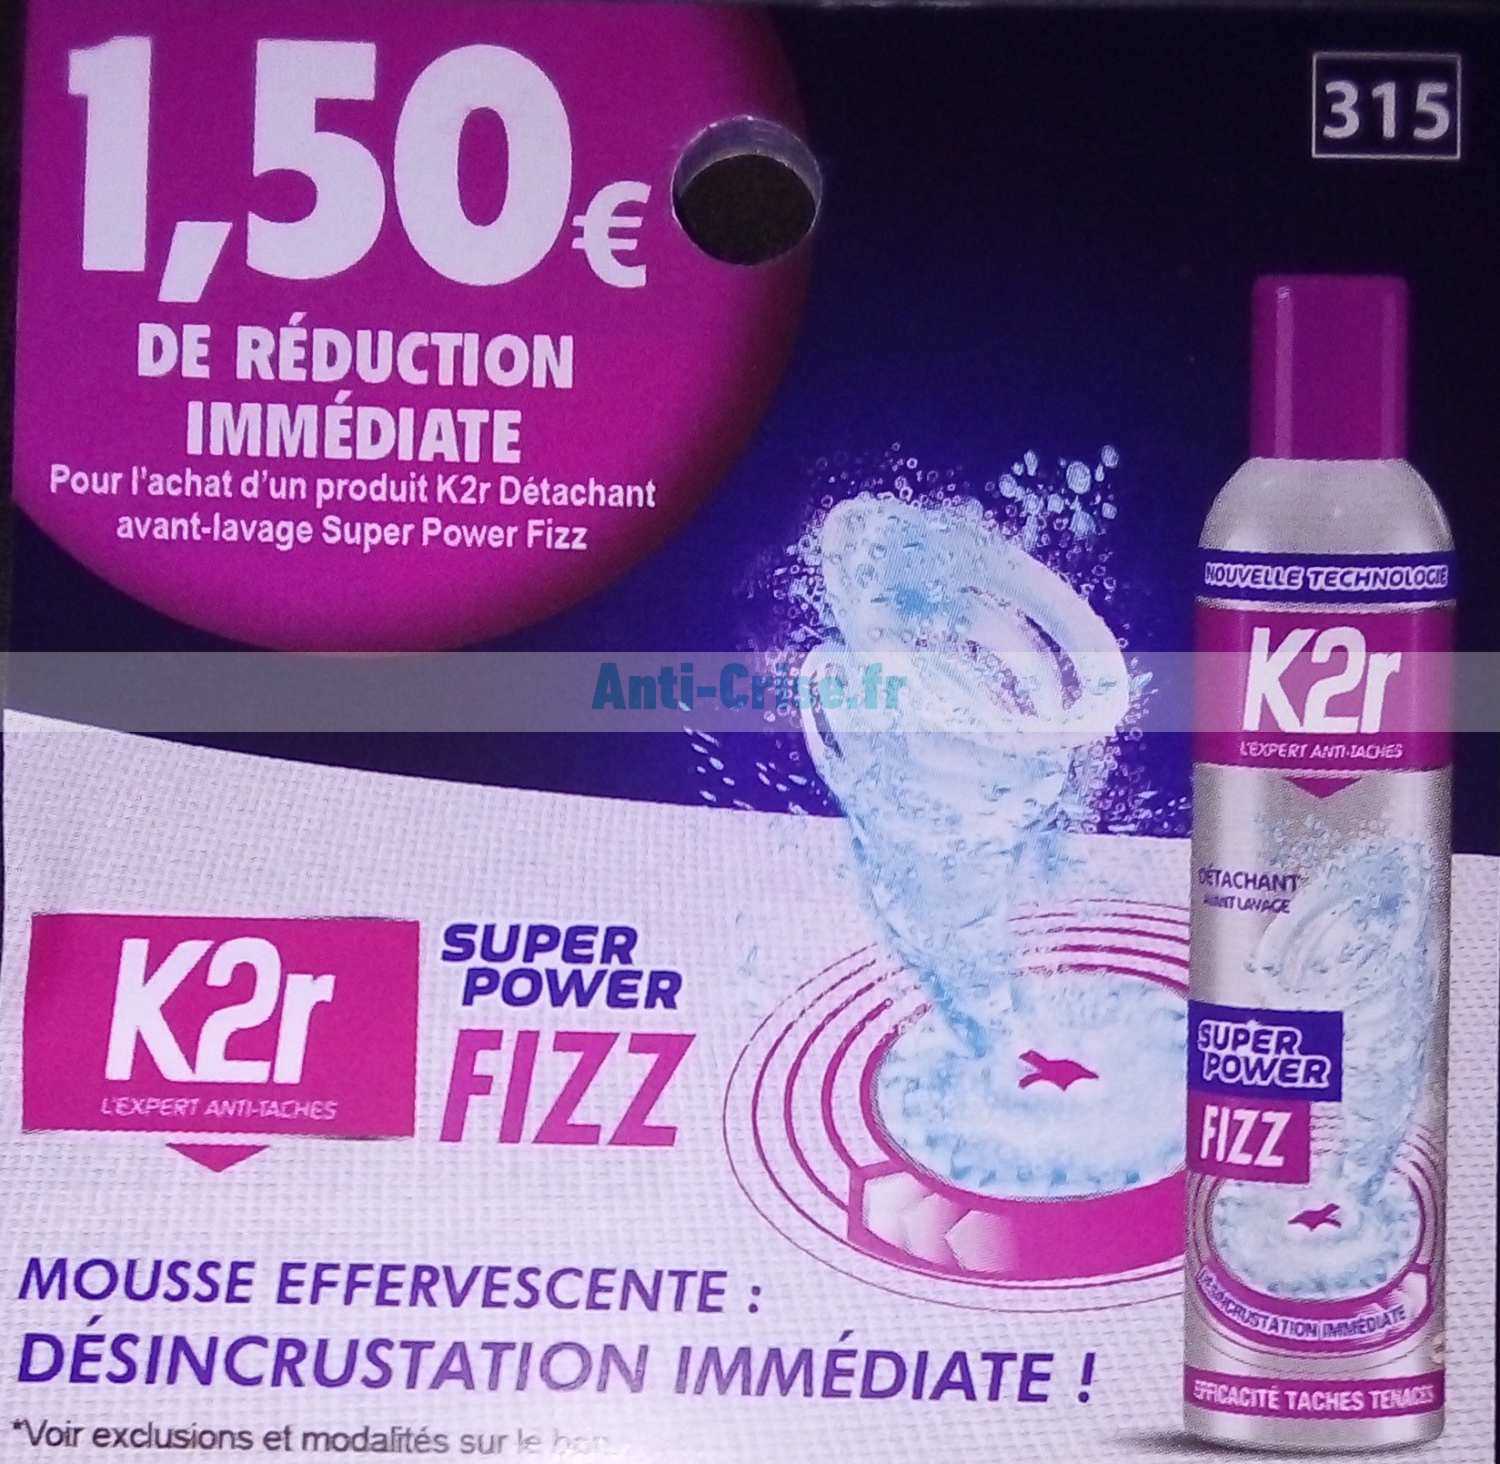 1,50€
DE RÉDUCTION
IMMÉDIATE
Pour l'achat d'un produit K2r Détachant
avant-lavage Super Power Fizz
315
Anti-Crise.fr
NOUVELLE TECHNOLOGIE
K2r
L'EXPERT ANTI-TACHES
DÉTACHANT
AVANT LAVAGE
SUPER
POWER
FIZZ
DÉSINCRUSTATION IMMÉDIATE
EFFICACITÉ TACHES TENACES
K2r
L'EXPERT ANTI-TACHES
SUPER
POWER
FIZZ
MOUSSE EFFERVESCENTE :
DÉSINCRUSTATION IMMÉDIATE !
*Voir exclusions et modalités sur le bon